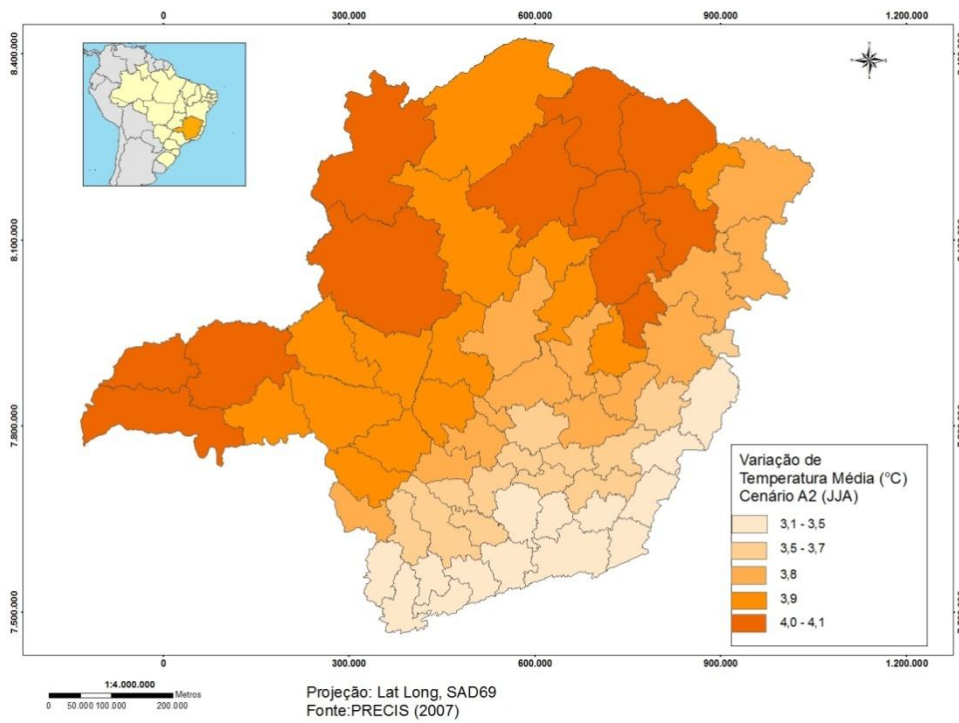 0 300.000 600.000 900.000 1.200.000
8.400.000
8.100.000
7.800.000
7.500.000
Variação de
Temperatura Média (°C)
Cenário A2 (JJA)
3,1 - 3,5
3,5 - 3,7
3,8
3,9
4,0 - 4,1
0 300.000 600.000 900.000 1.200.000
1:4.000.000
Metros
0 50.000 100.000 200.000
Projeção: Lat Long, SAD69
Fonte:PRECIS (2007)